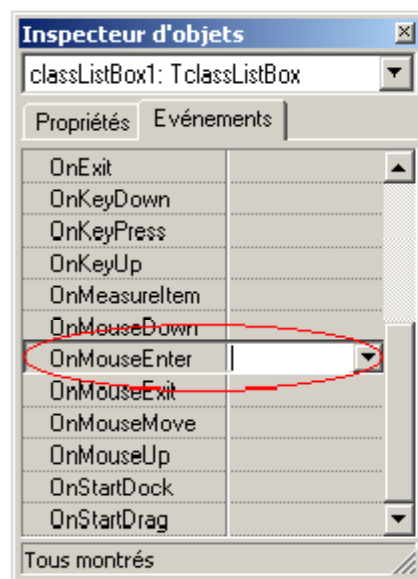 Inspecteur d'objets
classListBox1: TclassListBox
Propriétés Evénements
OnExit
OnKeyDown
OnKeyPress
OnKeyUp
OnMeasureItem
OnMouseDown
OnMouseEnter
OnMouseExit
OnMouseMove
OnMouseUp
OnStartDock
OnStartDrag
Tous montrés